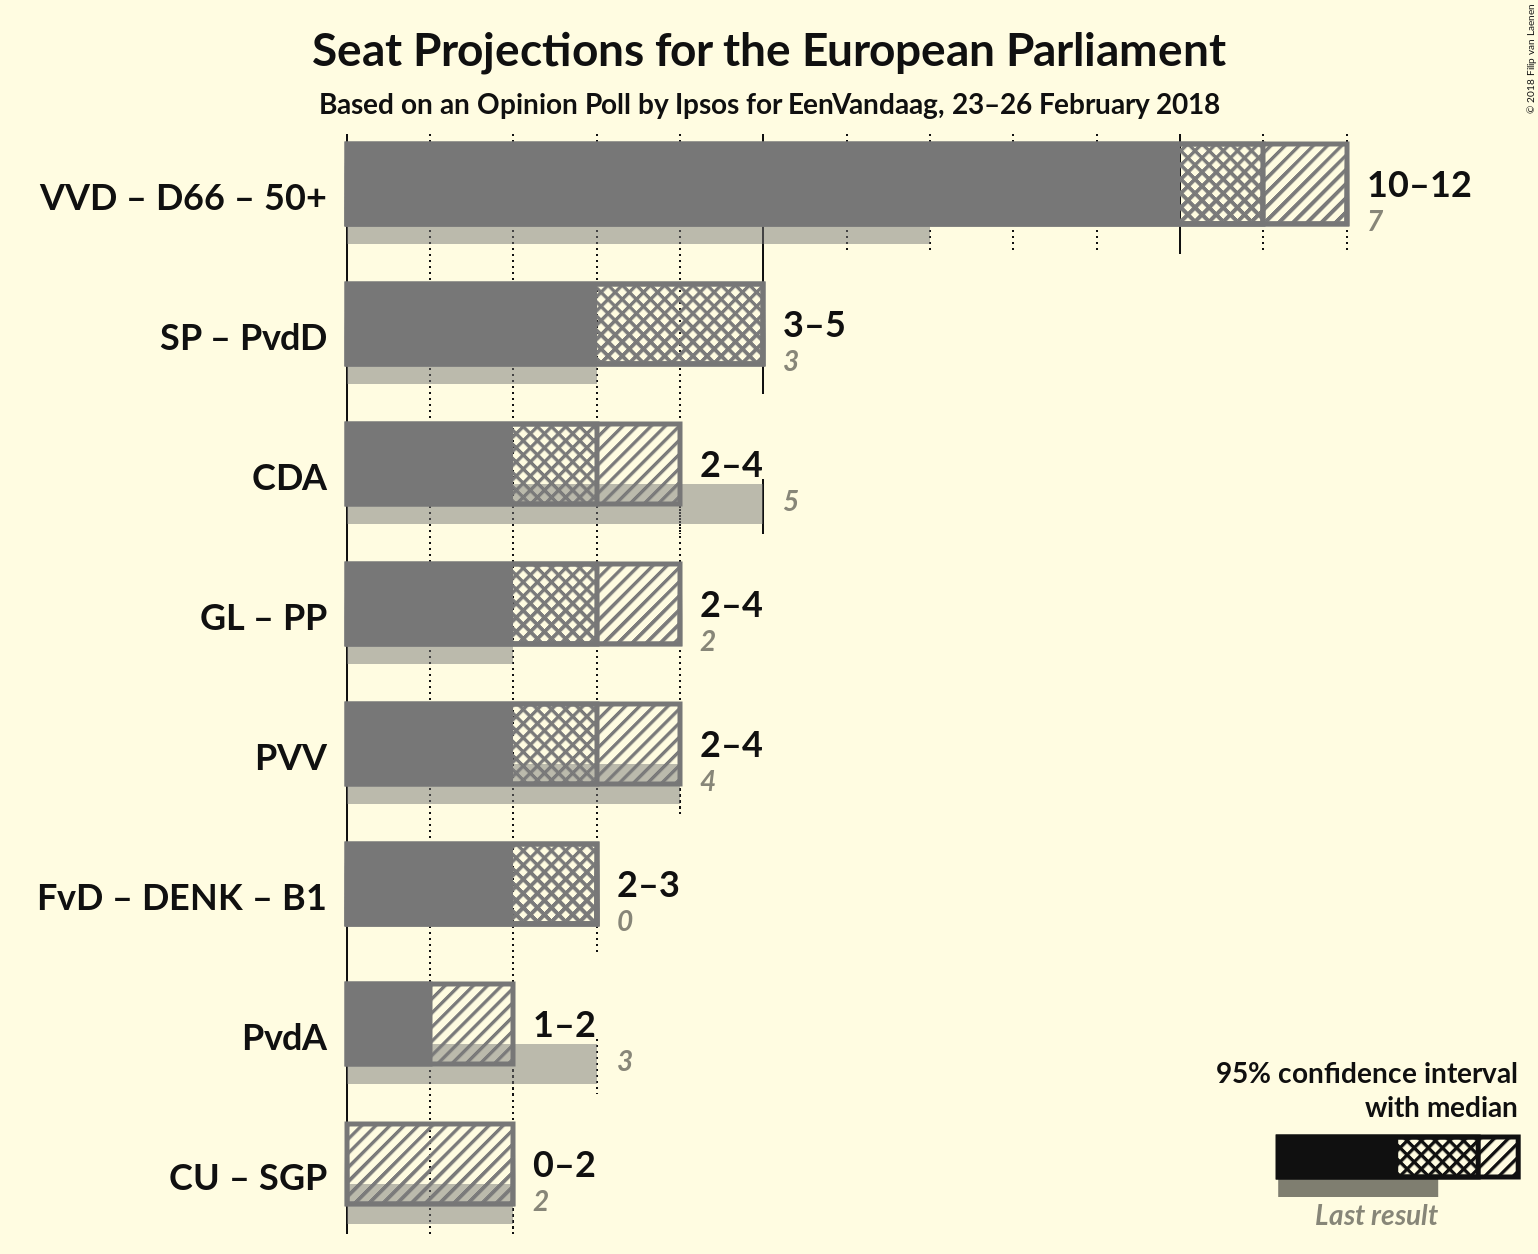 Seat Projections for the European Parliament
Based on an Opinion Poll by Ipsos for EenVandaag, 23–26 February 2018
© 2018 Filip van Laenen
VVD – D66 – 50+
10–12
7
SP – PvdD
3–5
3
CDA
2–4
5
GL – PP
2–4
2
PVV
2–4
4
FvD – DENK – B1
2–3
0
PvdA
1–2
3
CU – SGP
0–2
2
95% confidence interval
with median
Last result